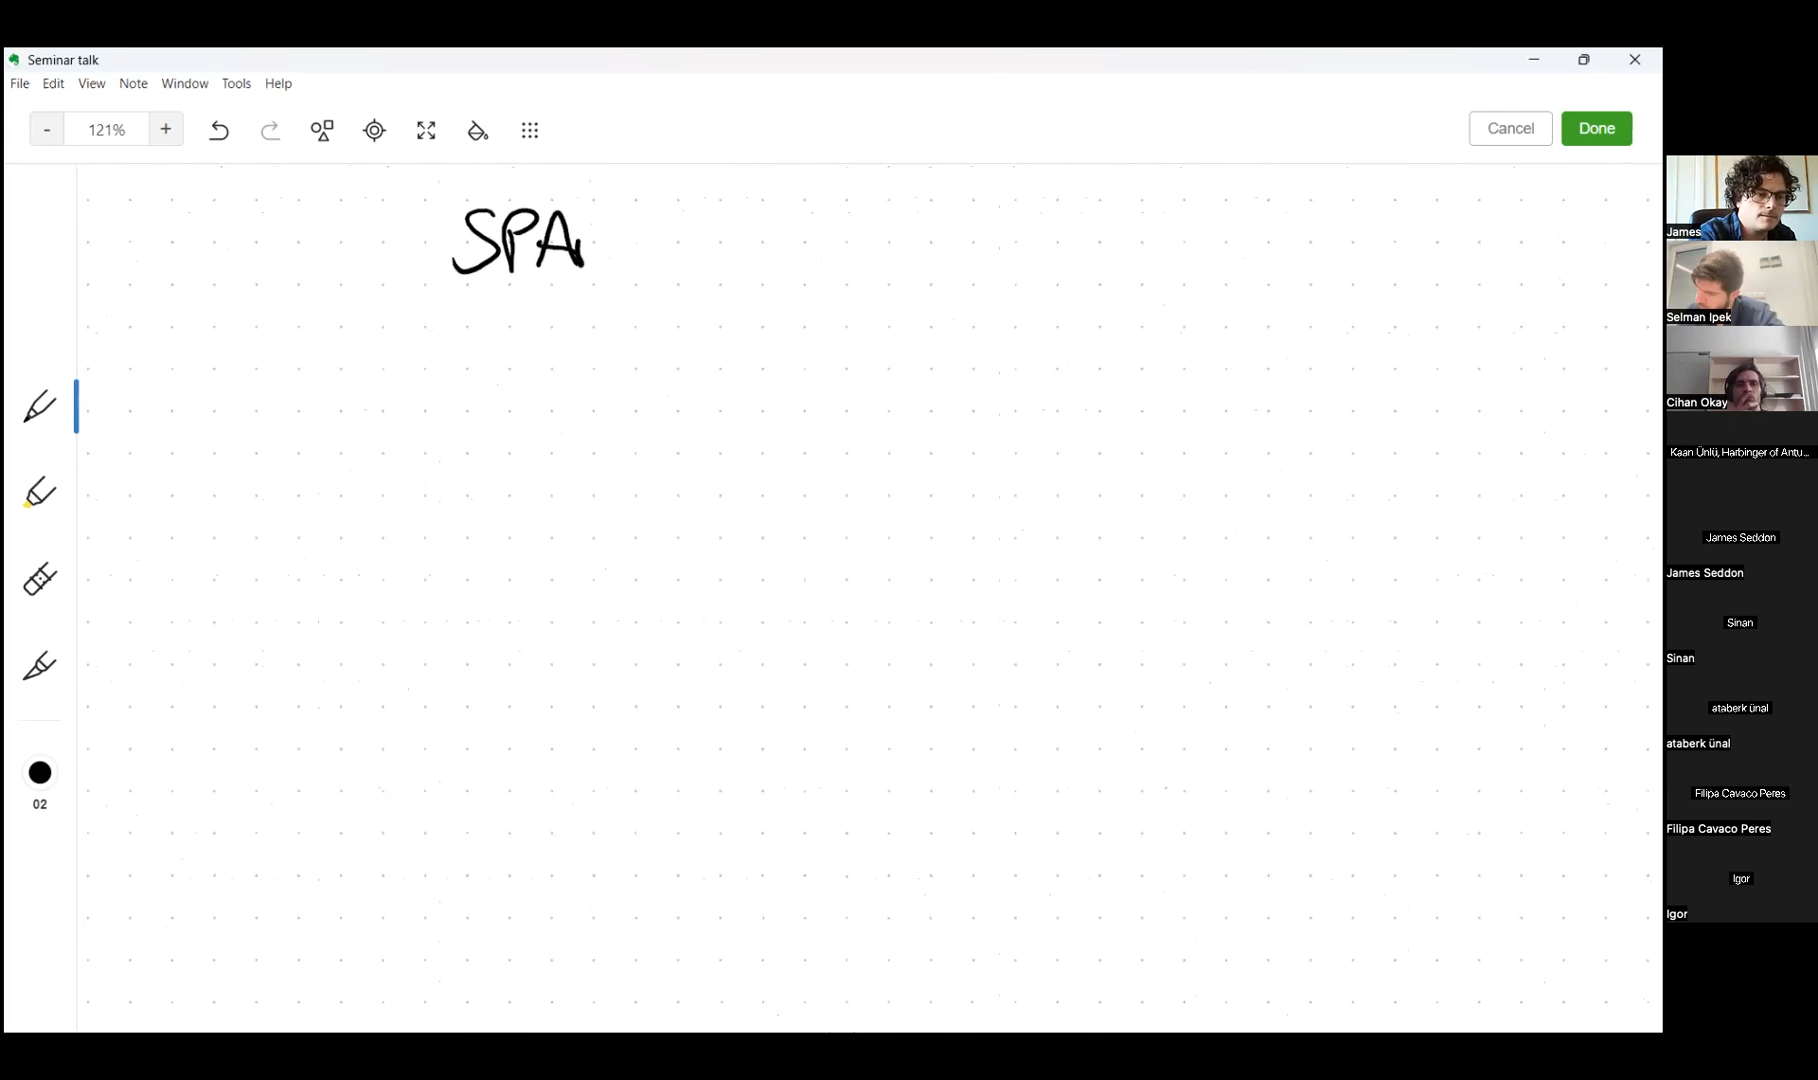 Seminar talk
File Edit View Note Window Tools Help
- 121% +
Cancel Done
SPA
02
James
Selman Ipek
Cihan Okay
Kaan Ünlü, Harbinger of Antu...
James Seddon
James Seddon
Sinan
Sinan
ataberk ünal
ataberk ünal
Filipa Cavaco Peres
Filipa Cavaco Peres
Igor
Igor